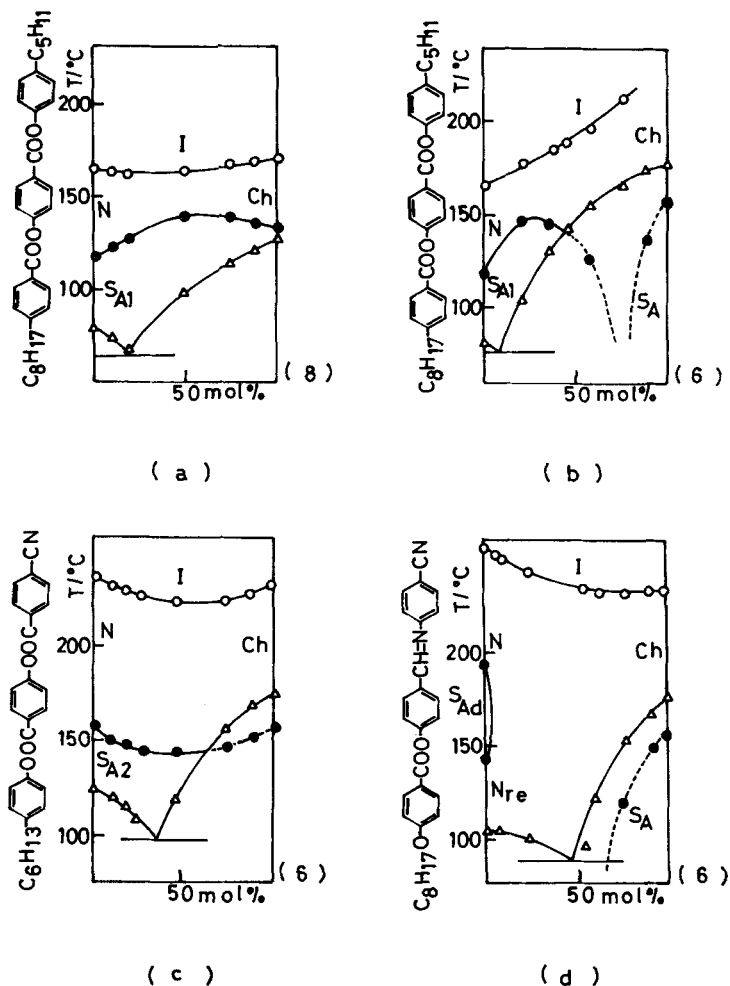 C8H17 COO COO C5H11
T/°C
200
150
100
I
N
Ch
SA1
50 mol%
( 8 )
( a )
C8H17 COO COO C5H11
T/°C
200
150
100
I
N
Ch
SA1
SA
50 mol%
( 6 )
( b )
C6H13 OOC OOC CN
T/°C
200
150
100
I
N
Ch
SA2
50 mol%
( 6 )
( c )
C8H17O COO CH=N CN
T/°C
200
150
100
I
N
Ch
SAd
Nre
SA
50 mol%
( 6 )
( d )